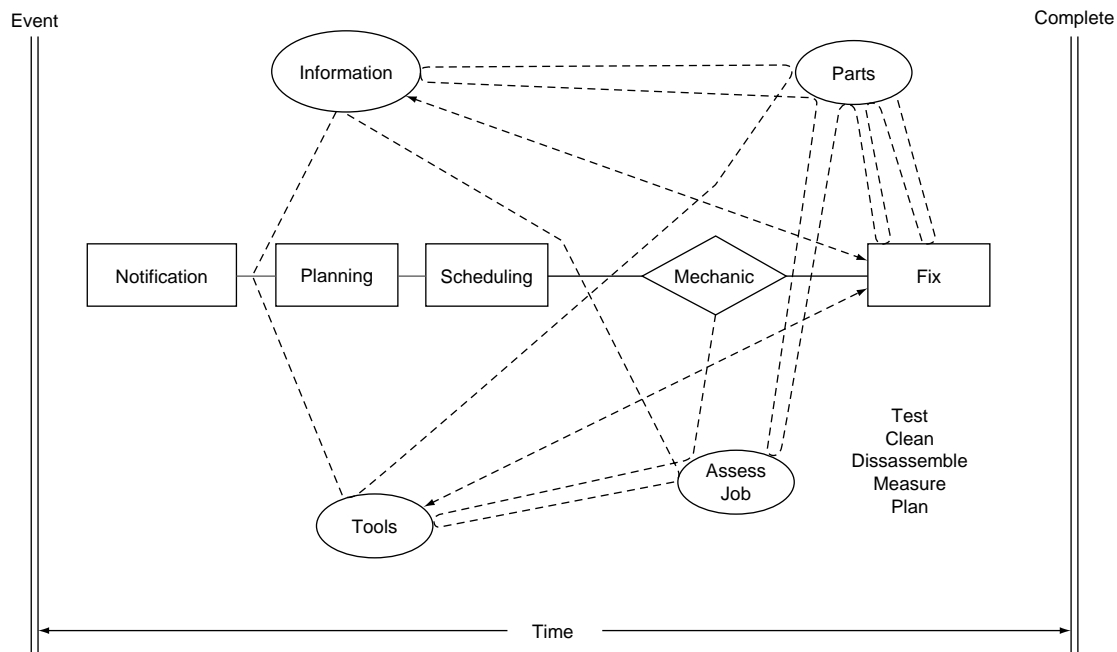 Event
Complete
Information
Parts
Notification
Planning
Scheduling
Mechanic
Fix
Test
Clean
Dissassemble
Measure
Plan
Assess
Job
Tools
Time